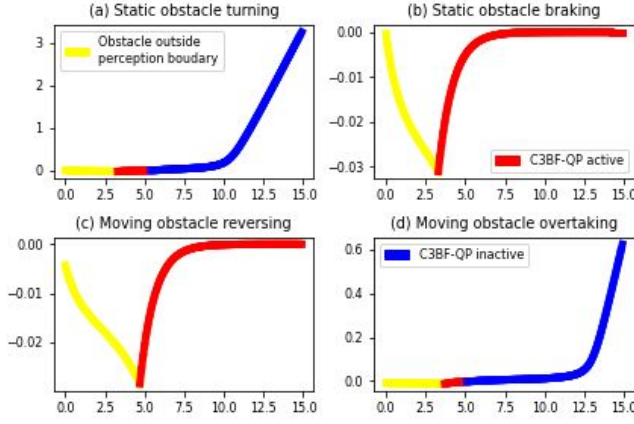 (a) Static obstacle turning
3
2
1
0
0.0 2.5 5.0 7.5 10.0 12.5 15.0
Obstacle outside
perception boudary
(b) Static obstacle braking
0.00
−0.01
−0.02
−0.03
0.0 2.5 5.0 7.5 10.0 12.5 15.0
C3BF-QP active
(c) Moving obstacle reversing
0.00
−0.01
−0.02
0.0 2.5 5.0 7.5 10.0 12.5 15.0
(d) Moving obstacle overtaking
0.6
0.4
0.2
0.0
0.0 2.5 5.0 7.5 10.0 12.5 15.0
C3BF-QP inactive